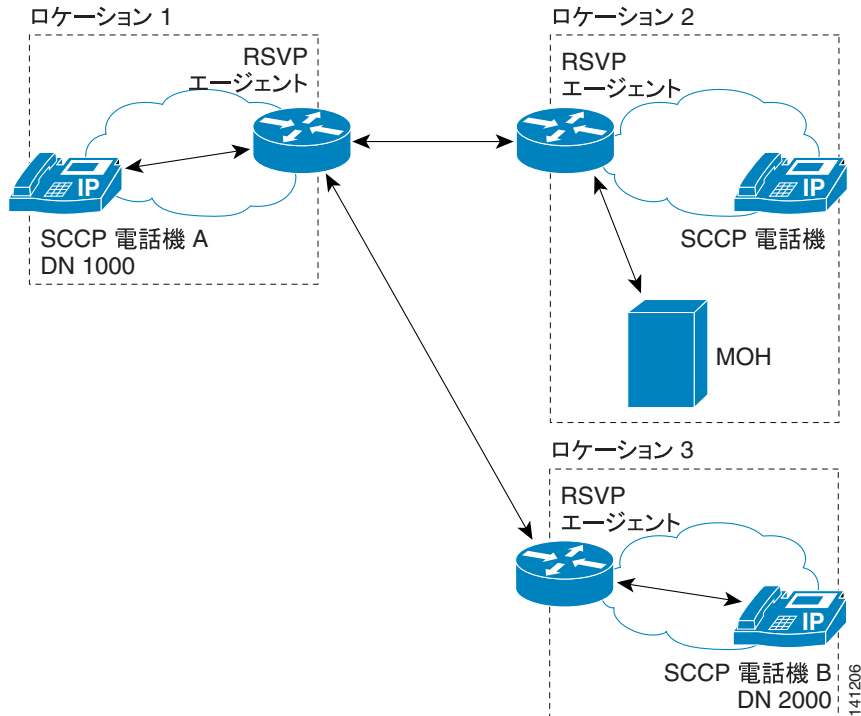 ロケーション 1
RSVP
エージェント
IP
SCCP 電話機 A
DN 1000
ロケーション 2
RSVP
エージェント
IP
SCCP 電話機
MOH
ロケーション 3
RSVP
エージェント
IP
SCCP 電話機 B
DN 2000
141206